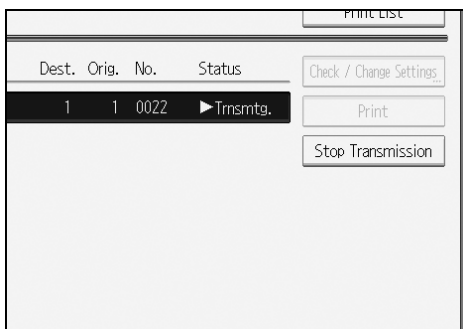 Print List
Dest. Orig. No. Status Check / Change Settings
1 1 0022 ►Trnsmtg. Print
Stop Transmission